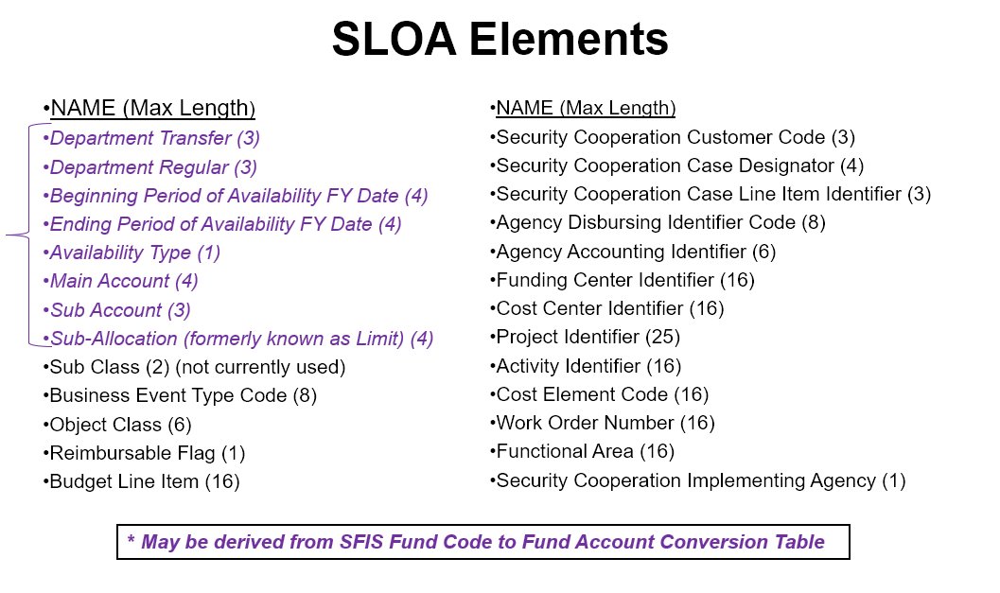 SLOA Elements
•NAME (Max Length)
•Department Transfer (3)
•Department Regular (3)
•Beginning Period of Availability FY Date (4)
•Ending Period of Availability FY Date (4)
•Availability Type (1)
•Main Account (4)
•Sub Account (3)
•Sub-Allocation (formerly known as Limit) (4)
•Sub Class (2) (not currently used)
•Business Event Type Code (8)
•Object Class (6)
•Reimbursable Flag (1)
•Budget Line Item (16)
•NAME (Max Length)
•Security Cooperation Customer Code (3)
•Security Cooperation Case Designator (4)
•Security Cooperation Case Line Item Identifier (3)
•Agency Disbursing Identifier Code (8)
•Agency Accounting Identifier (6)
•Funding Center Identifier (16)
•Cost Center Identifier (16)
•Project Identifier (25)
•Activity Identifier (16)
•Cost Element Code (16)
•Work Order Number (16)
•Functional Area (16)
•Security Cooperation Implementing Agency (1)
* May be derived from SFIS Fund Code to Fund Account Conversion Table